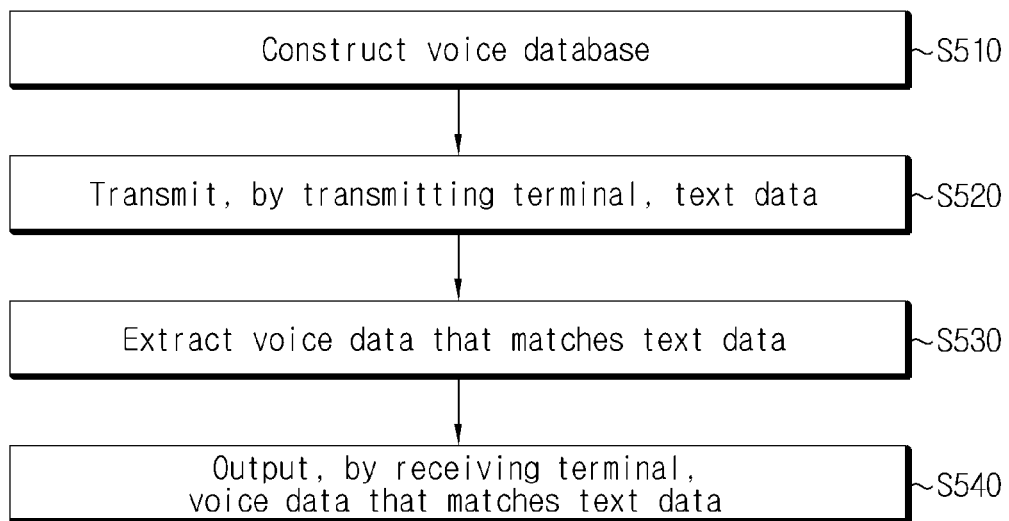 Construct voice database
~S510
Transmit, by transmitting terminal, text data
~S520
Extract voice data that matches text data
~S530
Output, by receiving terminal,
voice data that matches text data
~S540